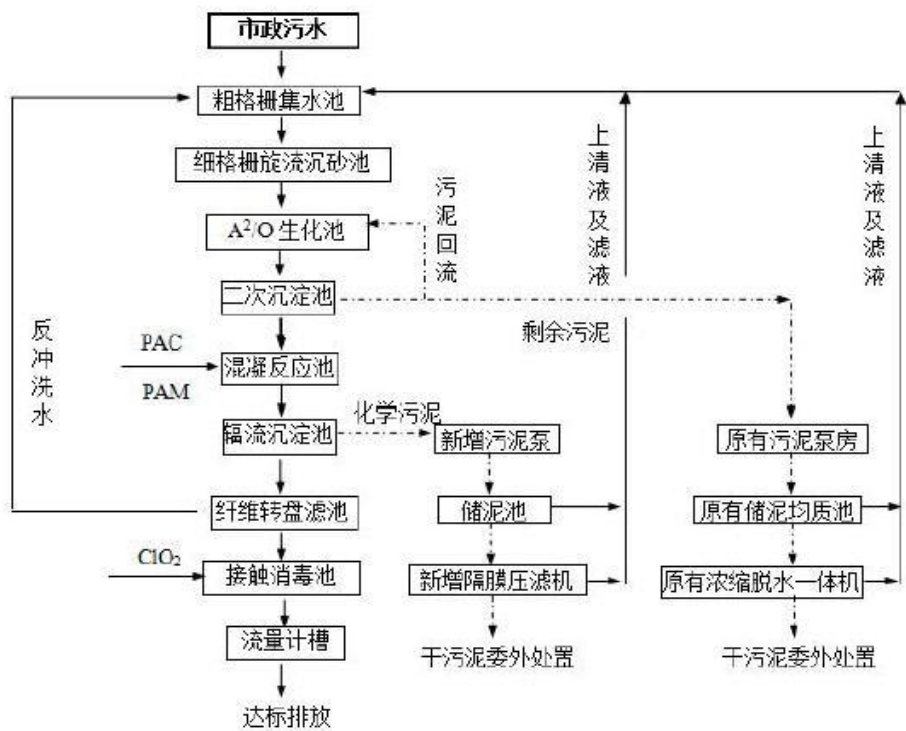 市政污水
粗格栅集水池
细格栅旋流沉砂池
A²/O 生化池
污泥回流
上清液及滤液
上清液及滤液
二次沉淀池
剩余污泥
反冲洗水
PAC
混凝反应池
PAM
化学污泥
辐流沉淀池
新增污泥泵
原有污泥泵房
纤维转盘滤池
储泥池
原有储泥均质池
ClO₂
接触消毒池
新增隔膜压滤机
原有浓缩脱水一体机
流量计槽
干污泥委外处置
干污泥委外处置
达标排放